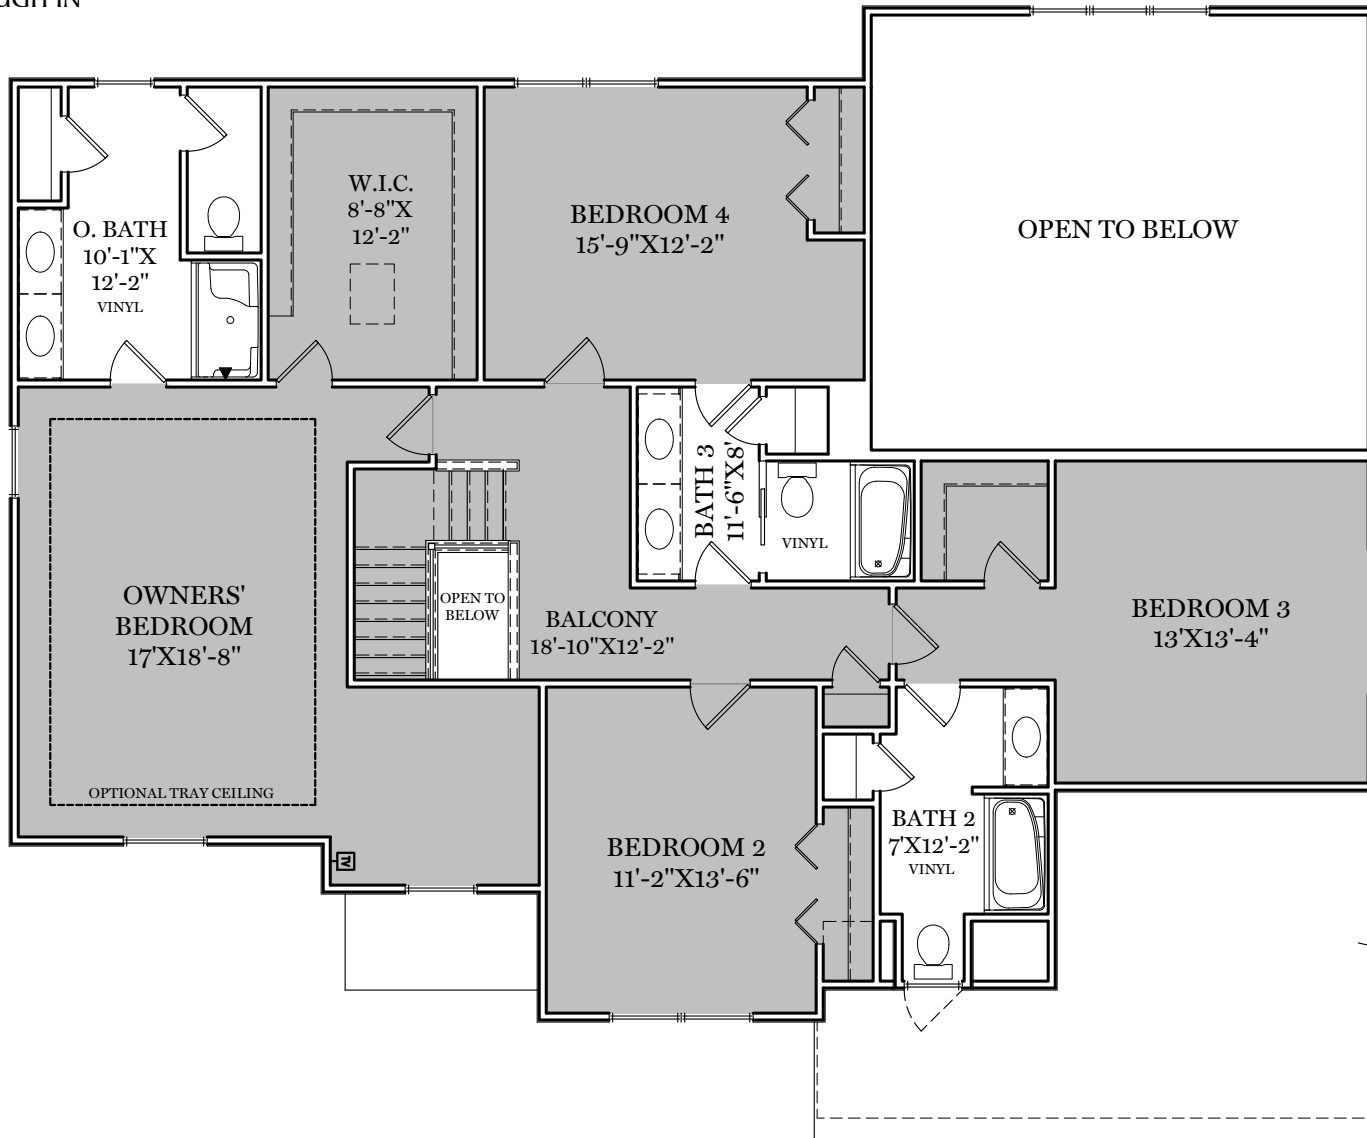 W.I.C.
8'-8"X
12'-2"
O. BATH
10'-1"X
12'-2"
VINYL
BEDROOM 4
15'-9"X12'-2"
OPEN TO BELOW
BATH 3
11'-6"X8'
VINYL
OWNERS'
BEDROOM
17'X18'-8"
OPEN TO
BELOW
BALCONY
18'-10"X12'-2"
BEDROOM 3
13'X13'-4"
OPTIONAL TRAY CEILING
TV
BEDROOM 2
11'-2"X13'-6"
BATH 2
7'X12'-2"
VINYL